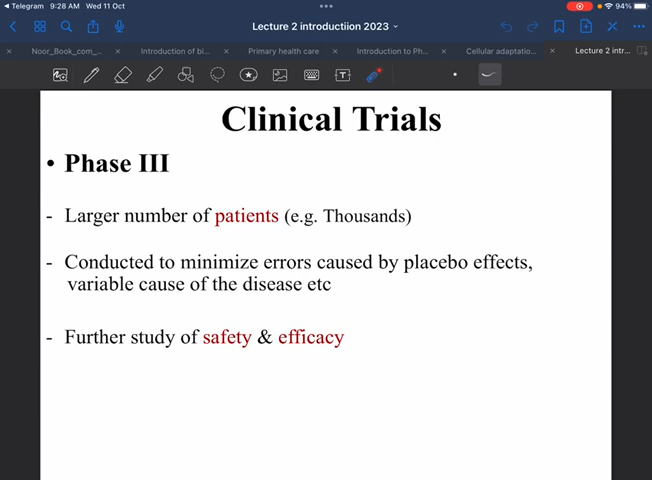 Telegram 9:28 AM Wed 11 Oct 94%
Lecture 2 introductiion 2023
Noor_Book_com_... Introduction of bi... Primary health care Introduction to Ph... Cellular adaptatio... Lecture 2 intr...
T
Clinical Trials
• Phase III
- Larger number of patients (e.g. Thousands)
- Conducted to minimize errors caused by placebo effects,
variable cause of the disease etc
- Further study of safety & efficacy